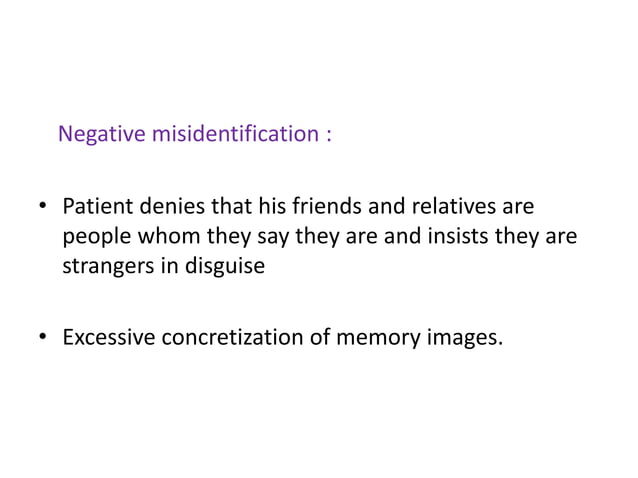 Negative misidentification :
• Patient denies that his friends and relatives are
people whom they say they are and insists they are
strangers in disguise
• Excessive concretization of memory images.